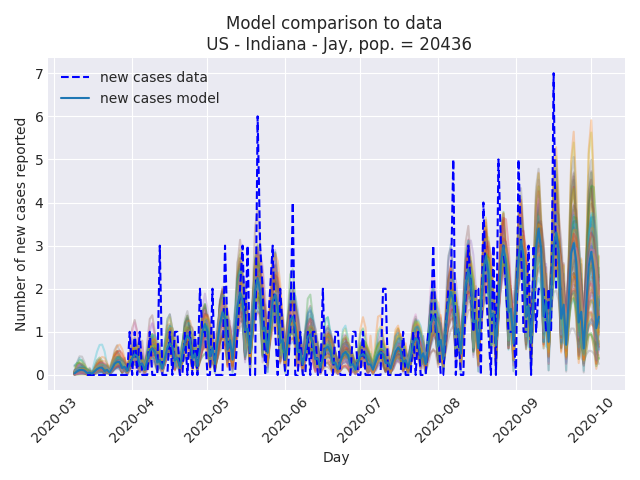 Model comparison to data
US - Indiana - Jay, pop. = 20436
new cases data
new cases model
Number of new cases reported
7
6
5
4
3
2
1
0
2020-03
2020-04
2020-05
2020-06
2020-07
2020-08
2020-09
2020-10
Day